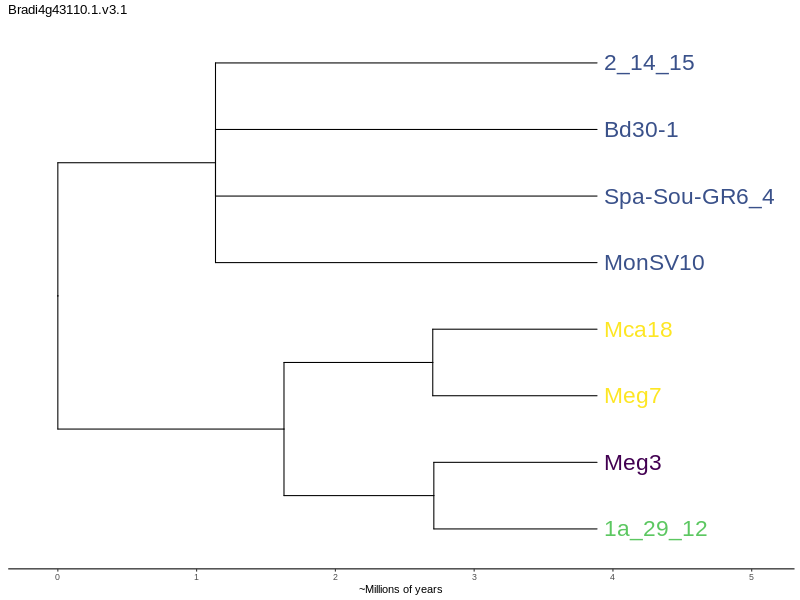 Bradi4g43110.1.v3.1
2_14_15
Bd30-1
Spa-Sou-GR6_4
MonSV10
Mca18
Meg7
Meg3
1a_29_12
0 1 2 3 4 5
~Millions of years